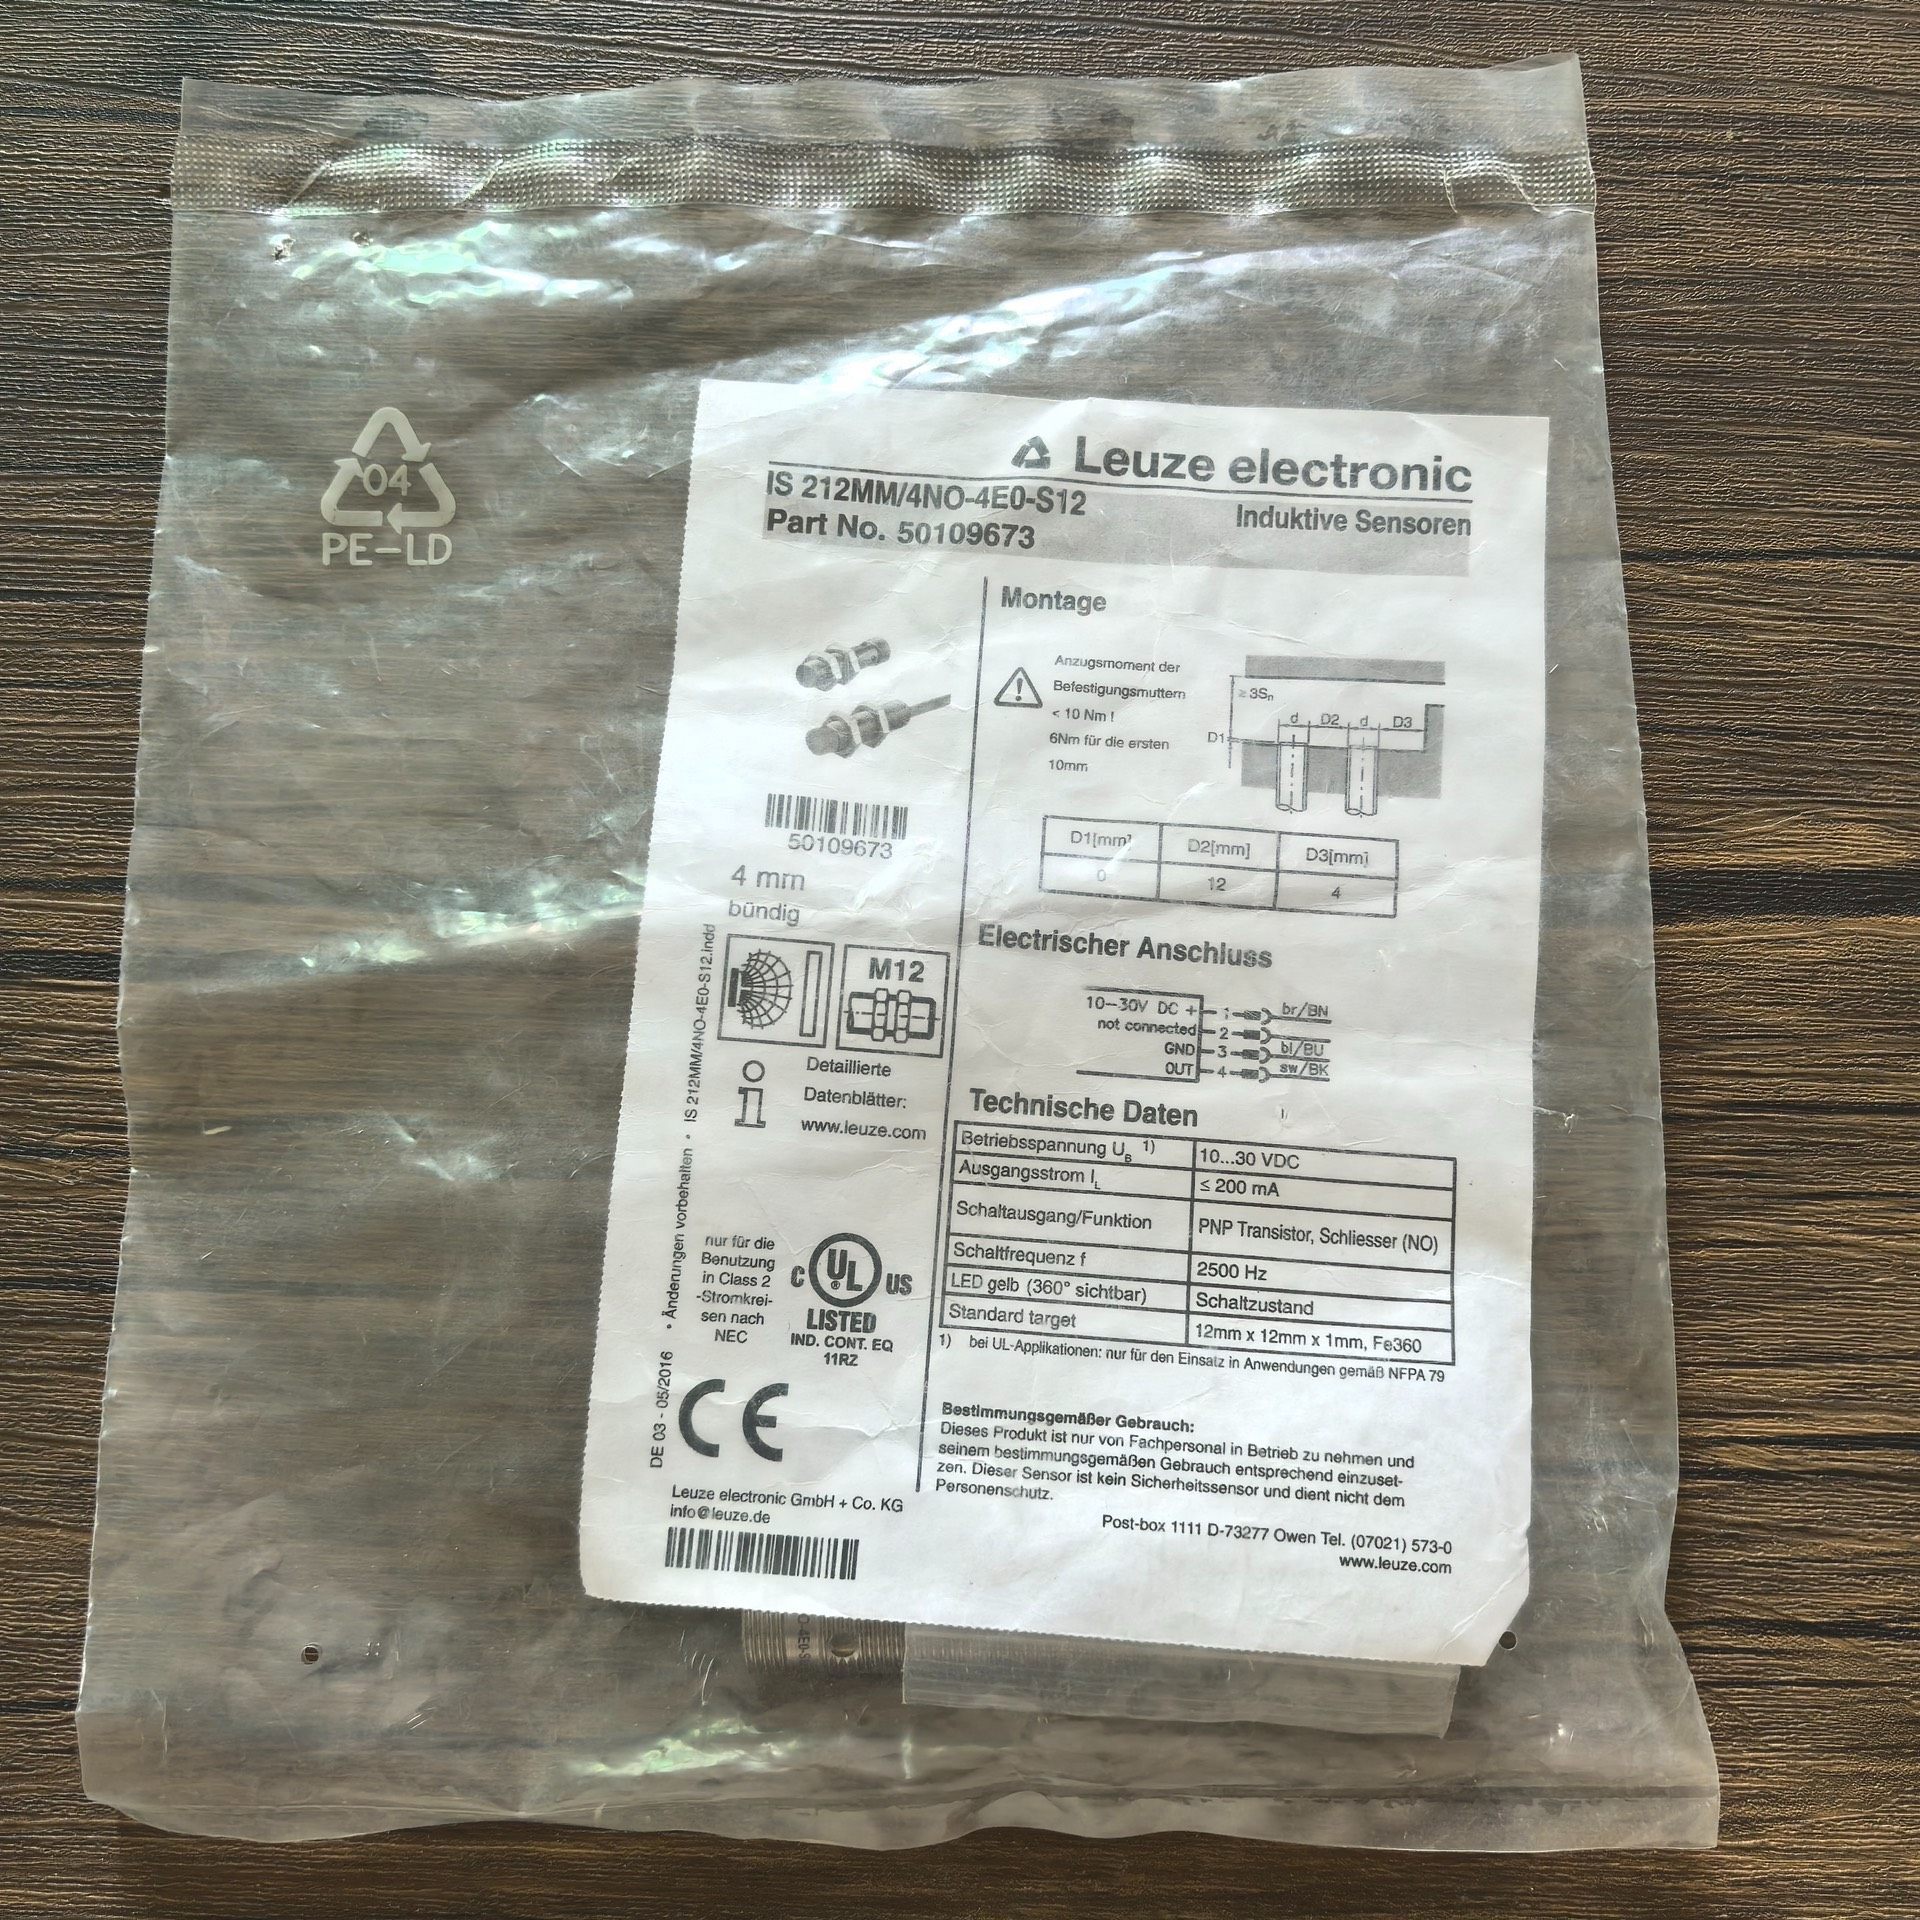 04
PE-LD
Leuze electronic
IS 212MM/4NO-4E0-S12
Part No. 50109673
Induktive Sensoren
50109673
4 mm
bündig
M12
Detaillierte
Datenblätter:
www.leuze.com
nur für die
Benutzung
in Class 2
-Stromkrei-
sen nach
NEC
C UL ® US
LISTED
IND. CONT. EQ
11RZ
CE
DE 03 - 05/2016 • Änderungen vorbehalten • IS 212MM/4NO-4E0-S12.indd
Leuze electronic GmbH + Co. KG
info@leuze.de
Montage
Anzugsmoment der
Befestigungsmuttern
< 10 Nm !
6Nm für die ersten
10mm
≥ 3Sn
d D2 d D3
D1
D1[mm] D2[mm] D3[mm]
0 12 4
Electrischer Anschluss
10–30V DC + 1 br/BN
not connected 2
GND 3 bl/BU
OUT 4 sw/BK
Technische Daten
Betriebsspannung UB 1) 10...30 VDC
Ausgangsstrom IL ≤ 200 mA
Schaltausgang/Funktion PNP Transistor, Schliesser (NO)
Schaltfrequenz f 2500 Hz
LED gelb (360° sichtbar) Schaltzustand
Standard target 12mm x 12mm x 1mm, Fe360
1) bei UL-Applikationen: nur für den Einsatz in Anwendungen gemäß NFPA 79
Bestimmungsgemäßer Gebrauch:
Dieses Produkt ist nur von Fachpersonal in Betrieb zu nehmen und
seinem bestimmungsgemäßen Gebrauch entsprechend einzuset-
zen. Dieser Sensor ist kein Sicherheitssensor und dient nicht dem
Personenschutz.
Post-box 1111 D-73277 Owen Tel. (07021) 573-0
www.leuze.com